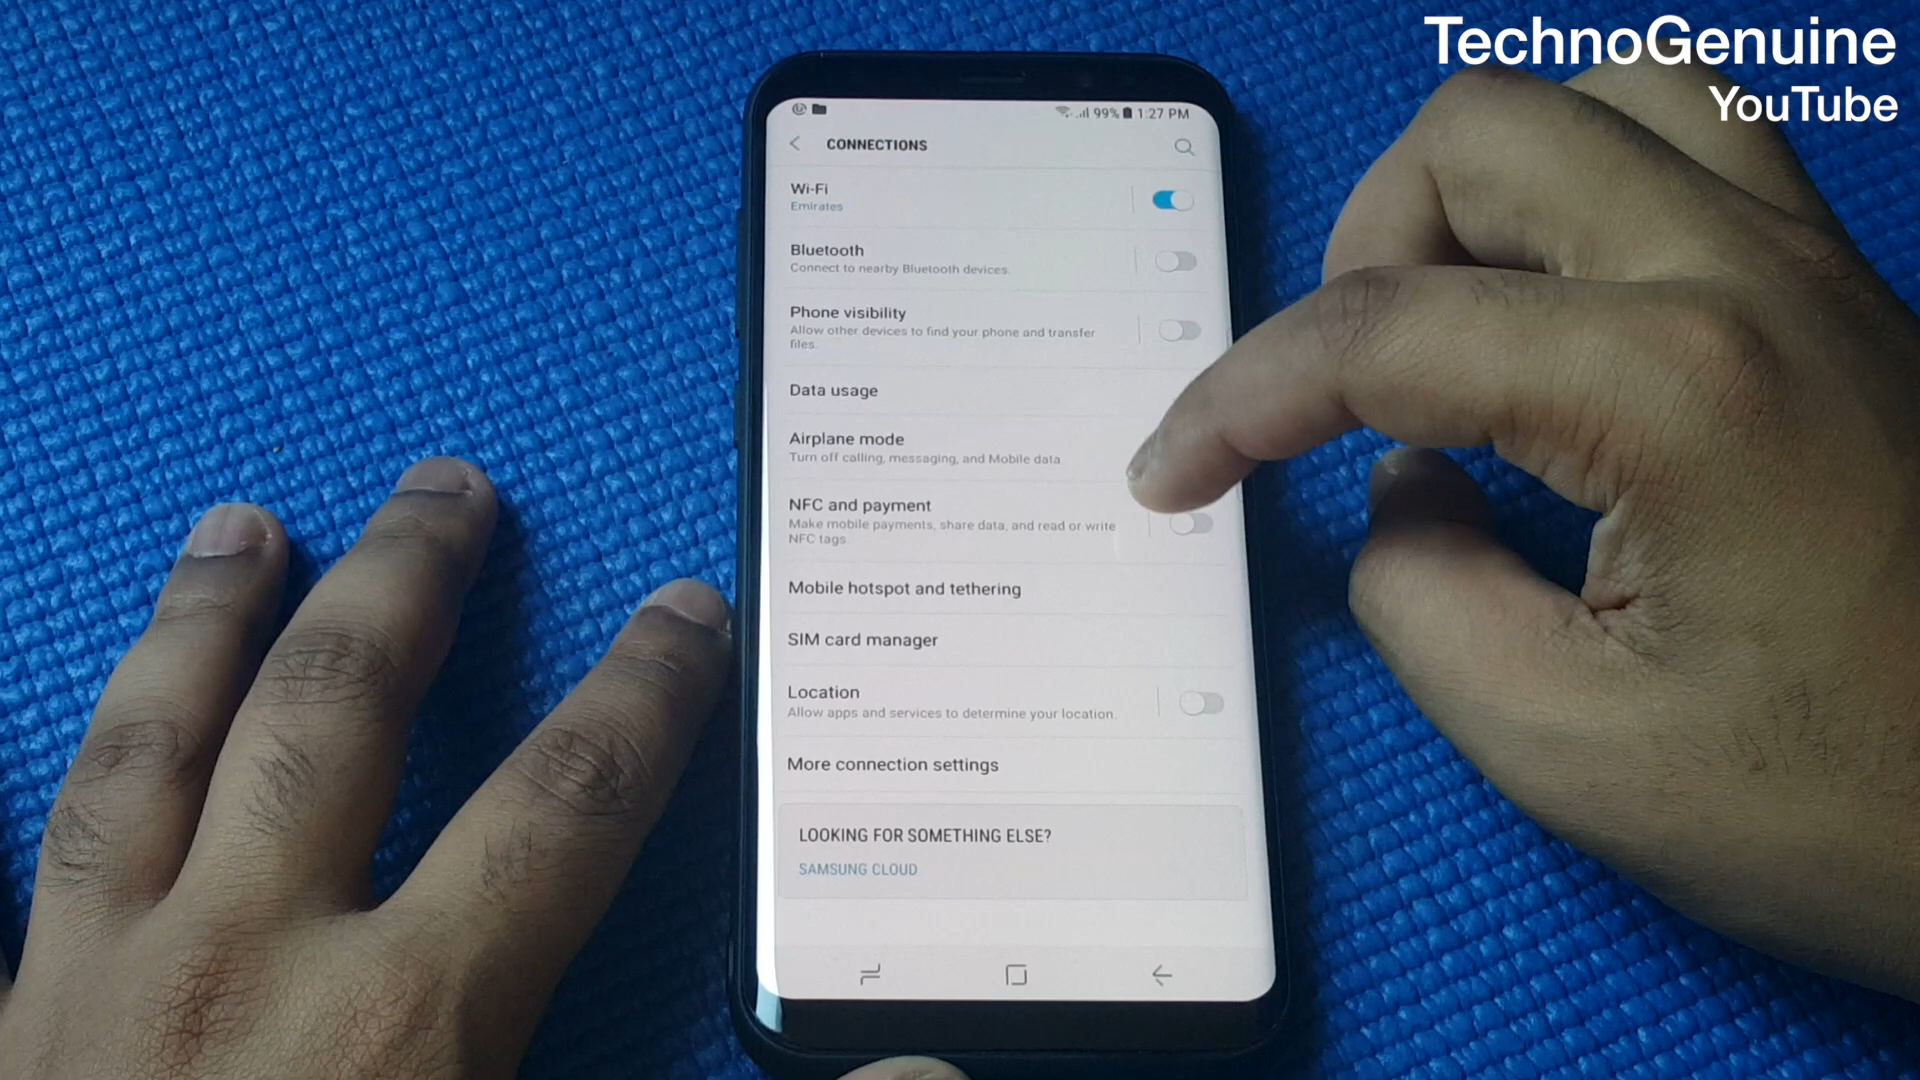 TechnoGenuine
YouTube
99% 1:27 PM
CONNECTIONS
Wi-Fi
Emirates
Bluetooth
Connect to nearby Bluetooth devices.
Phone visibility
Allow other devices to find your phone and transfer
files.
Data usage
Airplane mode
Turn off calling, messaging, and Mobile data
NFC and payment
Make mobile payments, share data, and read or write
NFC tags.
Mobile hotspot and tethering
SIM card manager
Location
Allow apps and services to determine your location.
More connection settings
LOOKING FOR SOMETHING ELSE?
SAMSUNG CLOUD